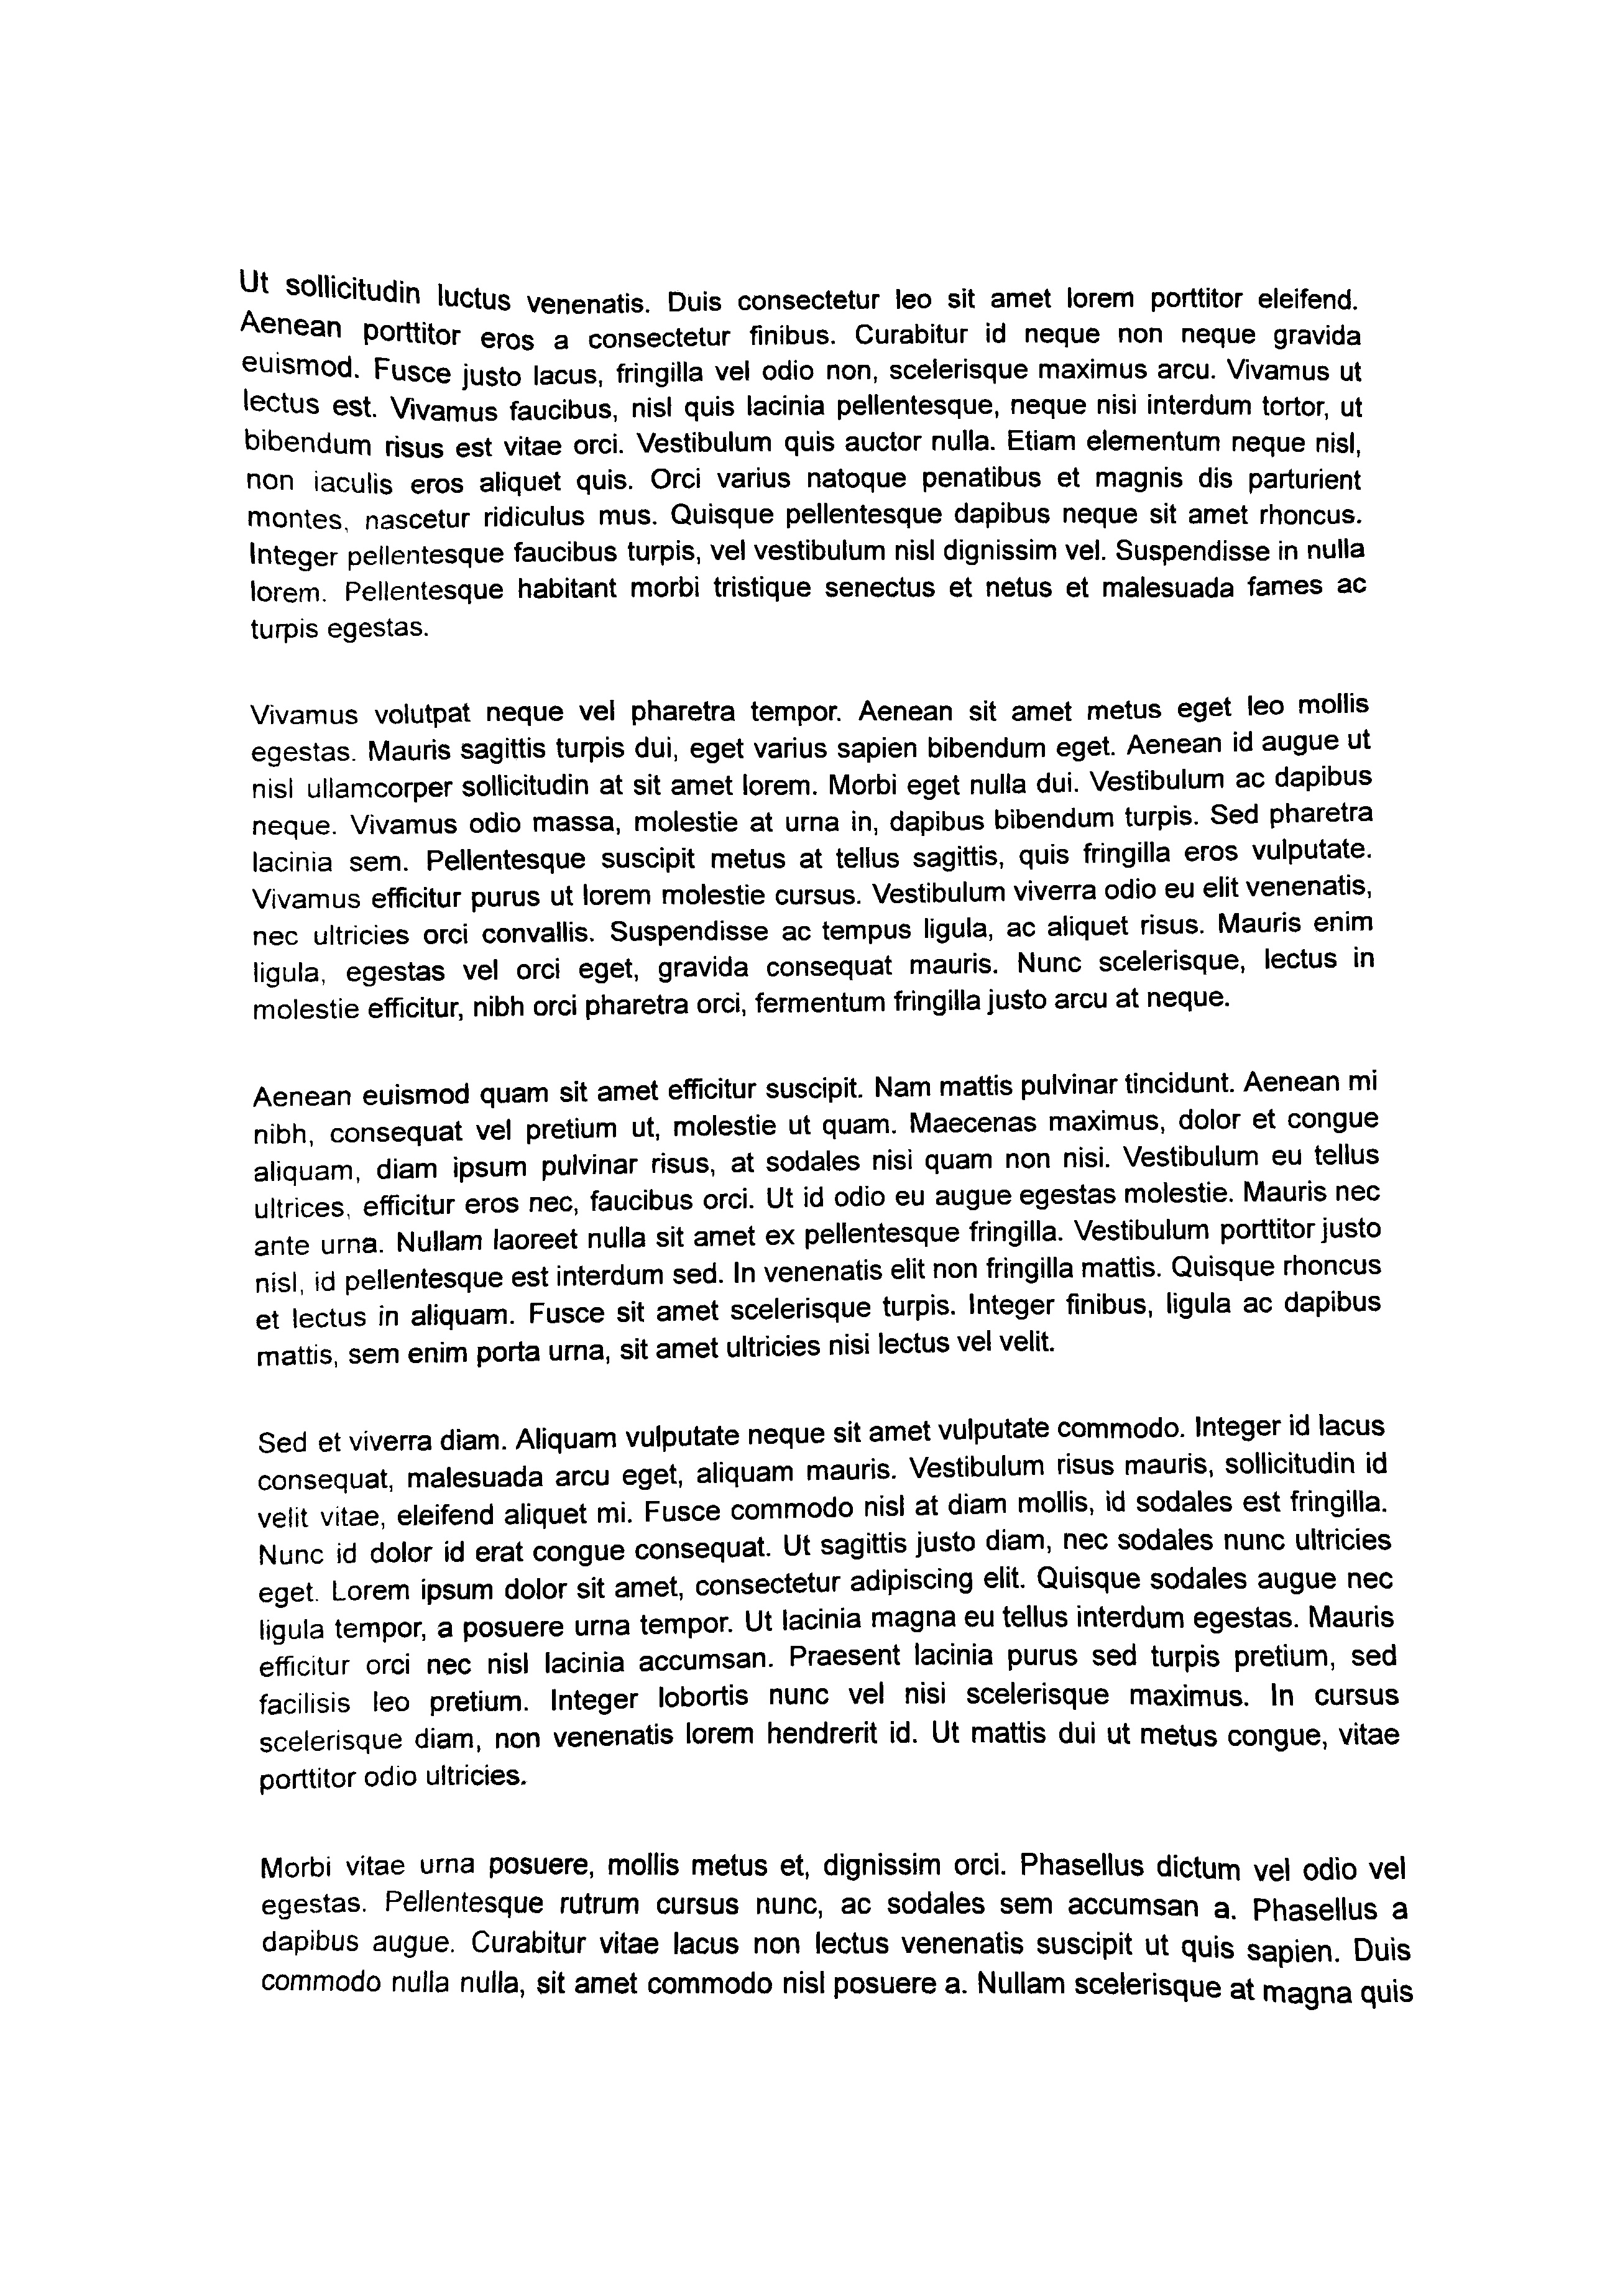 Ut sollicitudin luctus venenatis. Duis consectetur leo sit amet lorem porttitor eleifend.
Aenean porttitor eros a consectetur finibus. Curabitur id neque non neque gravida
euismod. Fusce justo lacus, fringilla vel odio non, scelerisque maximus arcu. Vivamus ut
lectus est. Vivamus faucibus, nisl quis lacinia pellentesque, neque nisi interdum tortor, ut
bibendum risus est vitae orci. Vestibulum quis auctor nulla. Etiam elementum neque nisl,
non iaculis eros aliquet quis. Orci varius natoque penatibus et magnis dis parturient
montes, nascetur ridiculus mus. Quisque pellentesque dapibus neque sit amet rhoncus.
Integer pellentesque faucibus turpis, vel vestibulum nisl dignissim vel. Suspendisse in nulla
lorem. Pellentesque habitant morbi tristique senectus et netus et malesuada fames ac
turpis egestas.
Vivamus volutpat neque vel pharetra tempor. Aenean sit amet metus eget leo mollis
egestas. Mauris sagittis turpis dui, eget varius sapien bibendum eget. Aenean id augue ut
nisl ullamcorper sollicitudin at sit amet lorem. Morbi eget nulla dui. Vestibulum ac dapibus
neque. Vivamus odio massa, molestie at urna in, dapibus bibendum turpis. Sed pharetra
lacinia sem. Pellentesque suscipit metus at tellus sagittis, quis fringilla eros vulputate.
Vivamus efficitur purus ut lorem molestie cursus. Vestibulum viverra odio eu elit venenatis,
nec ultricies orci convallis. Suspendisse ac tempus ligula, ac aliquet risus. Mauris enim
ligula, egestas vel orci eget, gravida consequat mauris. Nunc scelerisque, lectus in
molestie efficitur, nibh orci pharetra orci, fermentum fringilla justo arcu at neque.
Aenean euismod quam sit amet efficitur suscipit. Nam mattis pulvinar tincidunt. Aenean mi
nibh, consequat vel pretium ut, molestie ut quam. Maecenas maximus, dolor et congue
aliquam, diam ipsum pulvinar risus, at sodales nisi quam non nisi. Vestibulum eu tellus
ultrices, efficitur eros nec, faucibus orci. Ut id odio eu augue egestas molestie. Mauris nec
ante urna. Nullam laoreet nulla sit amet ex pellentesque fringilla. Vestibulum porttitor justo
nisl, id pellentesque est interdum sed. In venenatis elit non fringilla mattis. Quisque rhoncus
et lectus in aliquam. Fusce sit amet scelerisque turpis. Integer finibus, ligula ac dapibus
mattis, sem enim porta urna, sit amet ultricies nisi lectus vel velit.
Sed et viverra diam. Aliquam vulputate neque sit amet vulputate commodo. Integer id lacus
consequat, malesuada arcu eget, aliquam mauris. Vestibulum risus mauris, sollicitudin id
velit vitae, eleifend aliquet mi. Fusce commodo nisl at diam mollis, id sodales est fringilla.
Nunc id dolor id erat congue consequat. Ut sagittis justo diam, nec sodales nunc ultricies
eget. Lorem ipsum dolor sit amet, consectetur adipiscing elit. Quisque sodales augue nec
ligula tempor, a posuere urna tempor. Ut lacinia magna eu tellus interdum egestas. Mauris
efficitur orci nec nisl lacinia accumsan. Praesent lacinia purus sed turpis pretium, sed
facilisis leo pretium. Integer lobortis nunc vel nisi scelerisque maximus. In cursus
scelerisque diam, non venenatis lorem hendrerit id. Ut mattis dui ut metus congue, vitae
porttitor odio ultricies.
Morbi vitae urna posuere, mollis metus et, dignissim orci. Phasellus dictum vel odio vel
egestas. Pellentesque rutrum cursus nunc, ac sodales sem accumsan a. Phasellus a
dapibus augue. Curabitur vitae lacus non lectus venenatis suscipit ut quis sapien. Duis
commodo nulla nulla, sit amet commodo nisl posuere a. Nullam scelerisque at magna quis